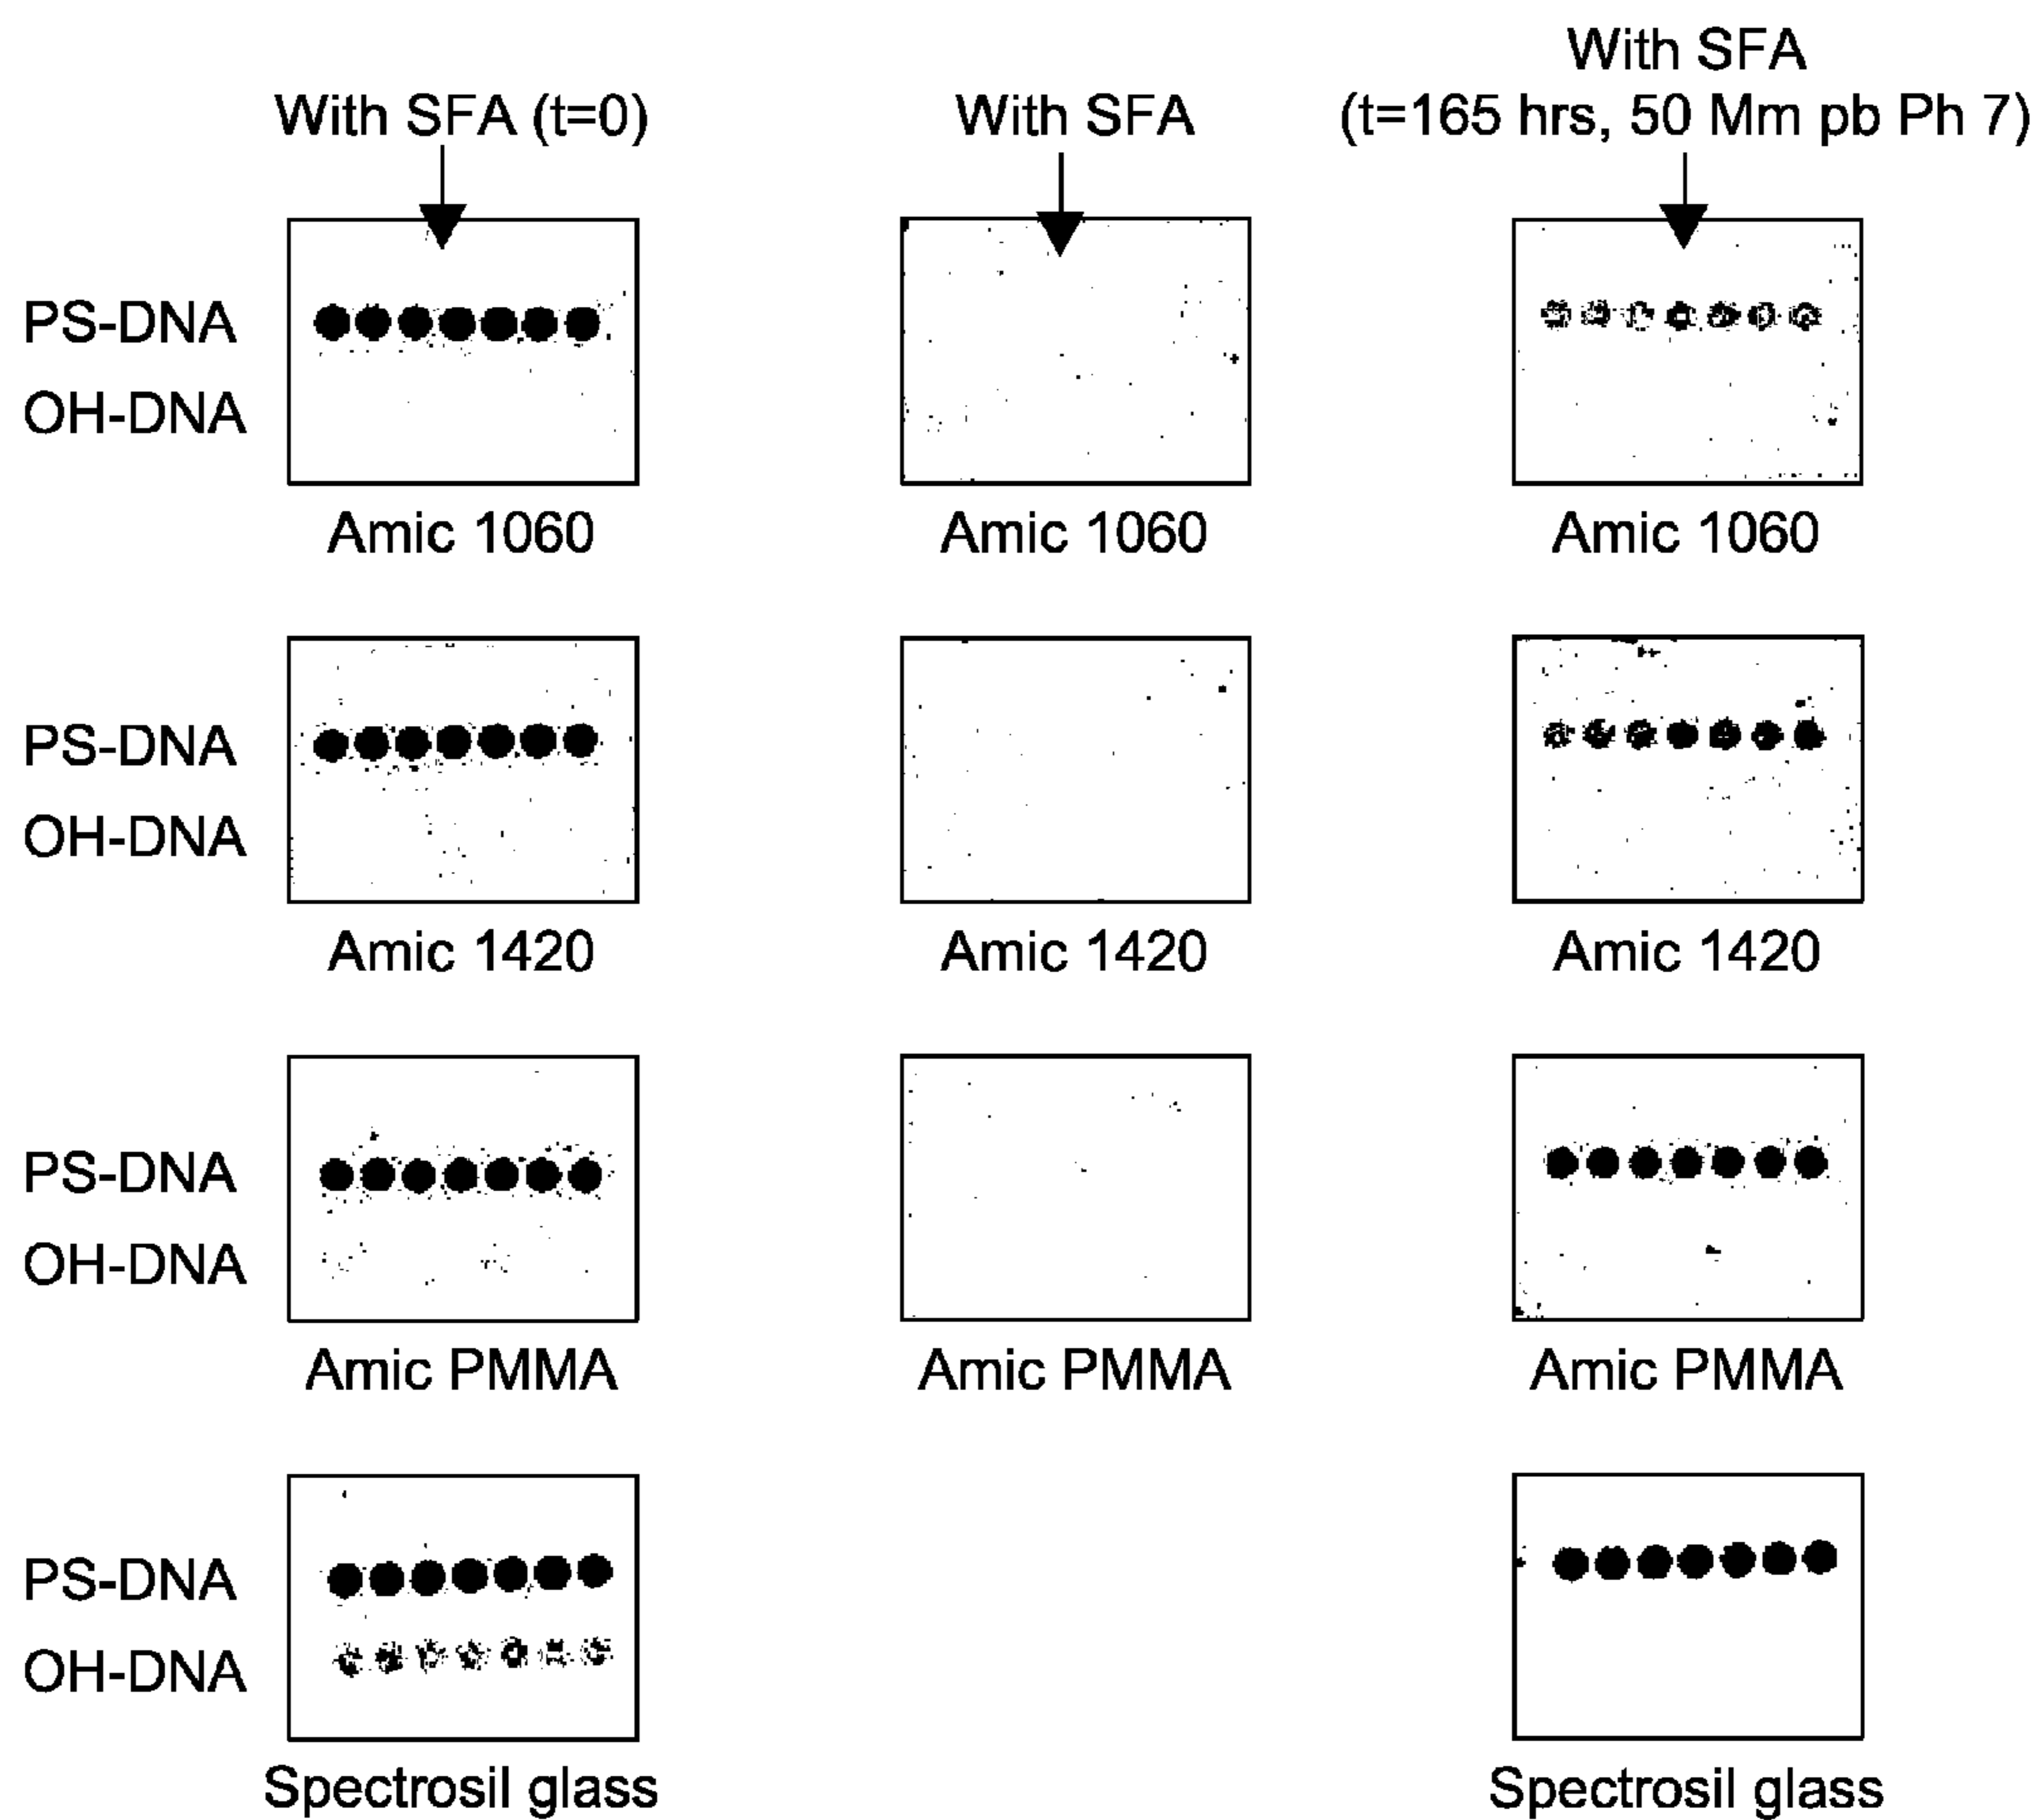 With SFA (t=0)
With SFA
With SFA
(t=165 hrs, 50 Mm pb Ph 7)
PS-DNA
OH-DNA
Amic 1060
Amic 1060
Amic 1060
PS-DNA
OH-DNA
Amic 1420
Amic 1420
Amic 1420
PS-DNA
OH-DNA
Amic PMMA
Amic PMMA
Amic PMMA
PS-DNA
OH-DNA
Spectrosil glass
Spectrosil glass